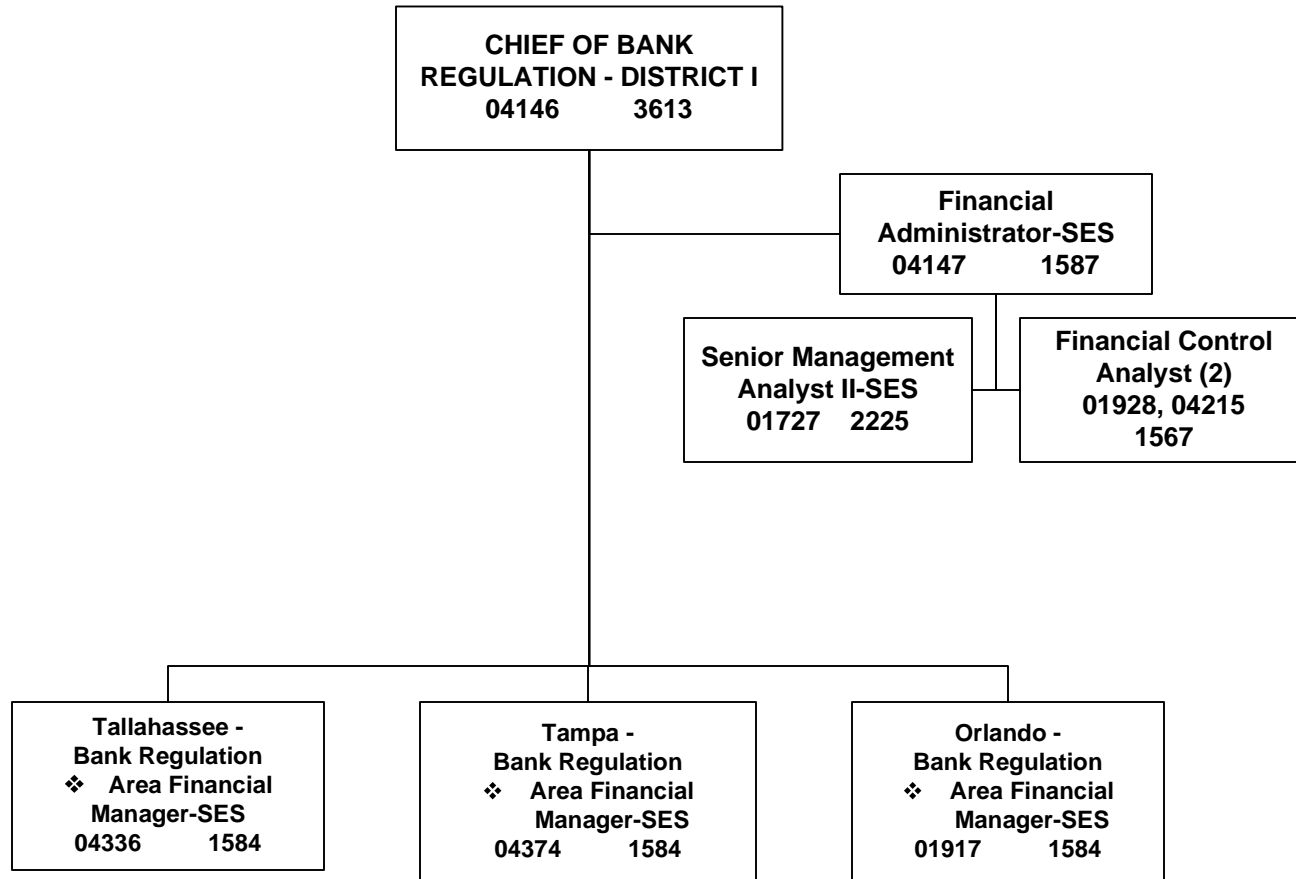 CHIEF OF BANK
REGULATION - DISTRICT I
04146 3613
Financial
Administrator-SES
04147 1587
Senior Management
Analyst II-SES
01727 2225
Financial Control
Analyst (2)
01928, 04215
1567
Tallahassee -
Bank Regulation
❖ Area Financial
Manager-SES
04336 1584
Tampa -
Bank Regulation
❖ Area Financial
Manager-SES
04374 1584
Orlando -
Bank Regulation
❖ Area Financial
Manager-SES
01917 1584